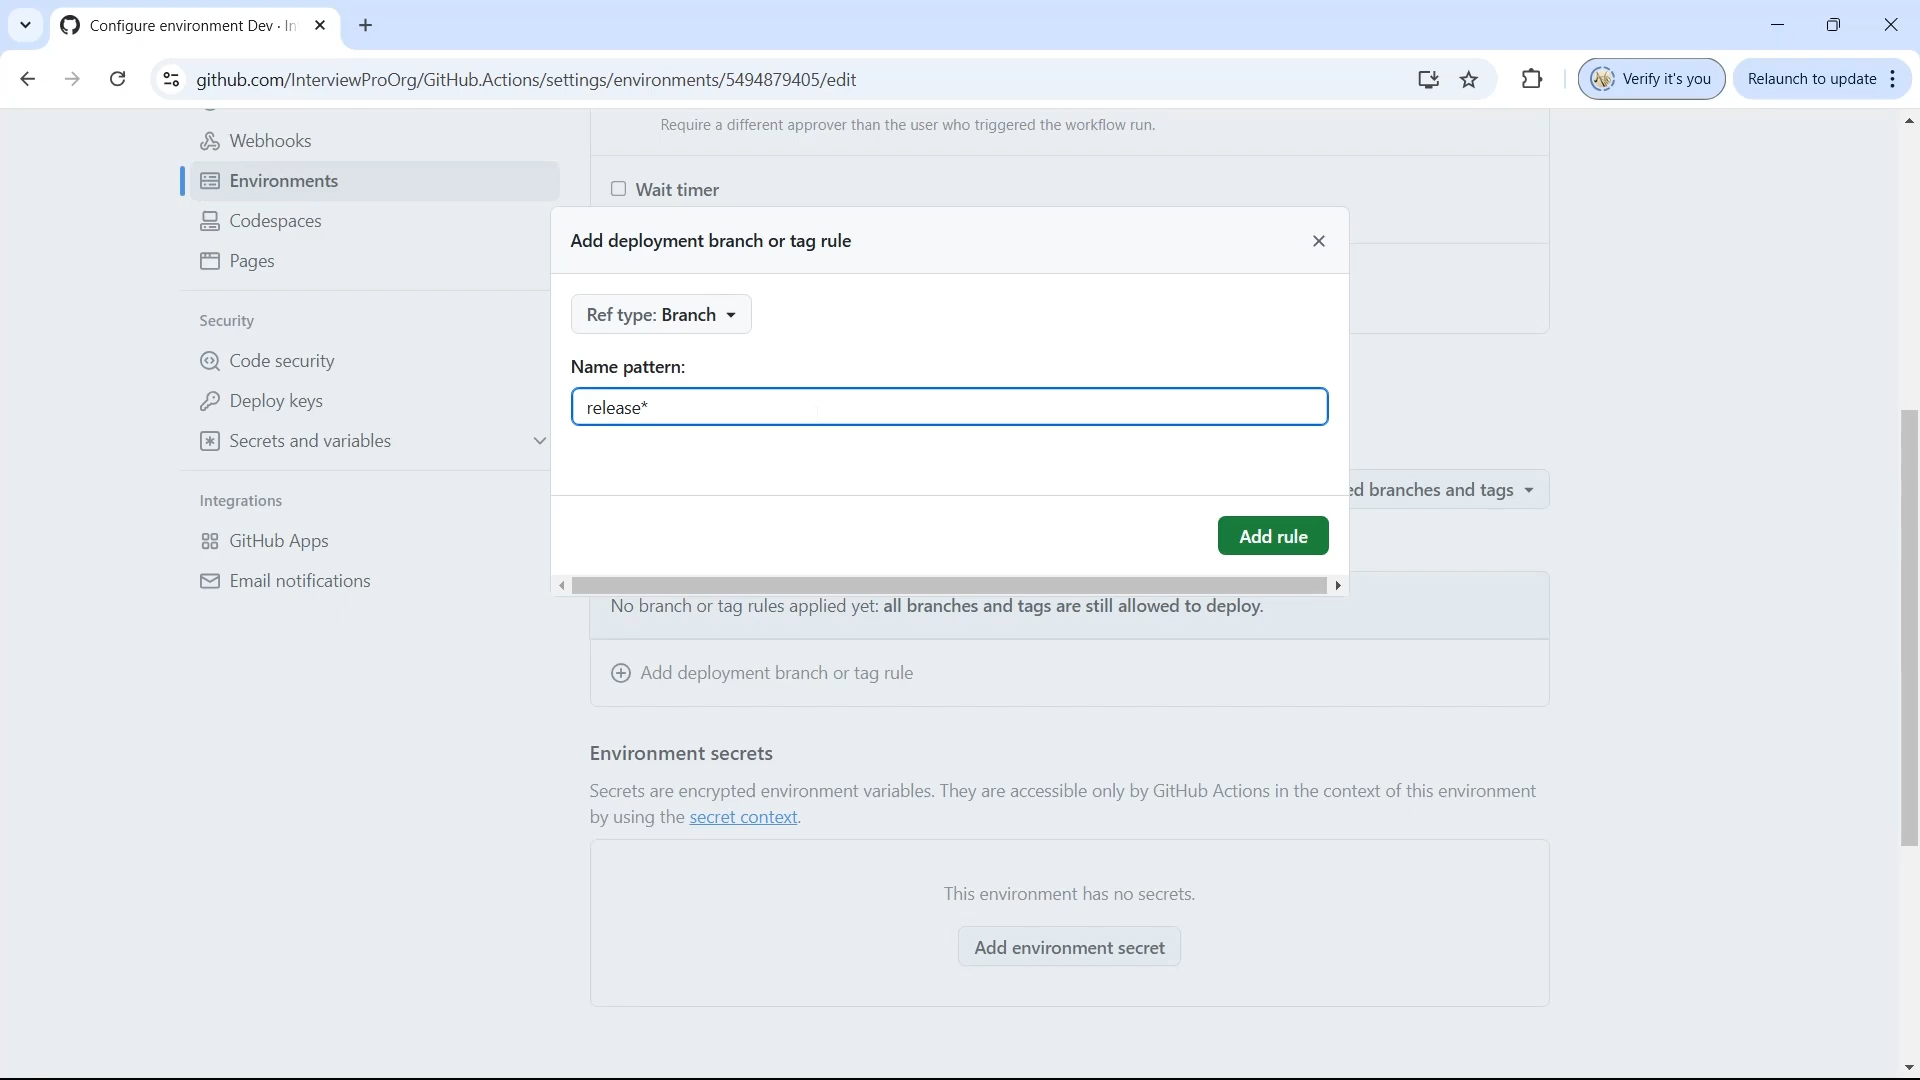 Configure environment Dev · In
github.com/InterviewProOrg/GitHub.Actions/settings/environments/5494879405/edit
Verify it's you
Relaunch to update
Webhooks
Environments
Codespaces
Pages
Security
Code security
Deploy keys
Secrets and variables
Integrations
GitHub Apps
Email notifications
Require a different approver than the user who triggered the workflow run.
Wait timer
Add deployment branch or tag rule
Ref type: Branch
Name pattern:
release*
ed branches and tags
Add rule
No branch or tag rules applied yet: all branches and tags are still allowed to deploy.
Add deployment branch or tag rule
Environment secrets
Secrets are encrypted environment variables. They are accessible only by GitHub Actions in the context of this environment
by using the secret context.
This environment has no secrets.
Add environment secret